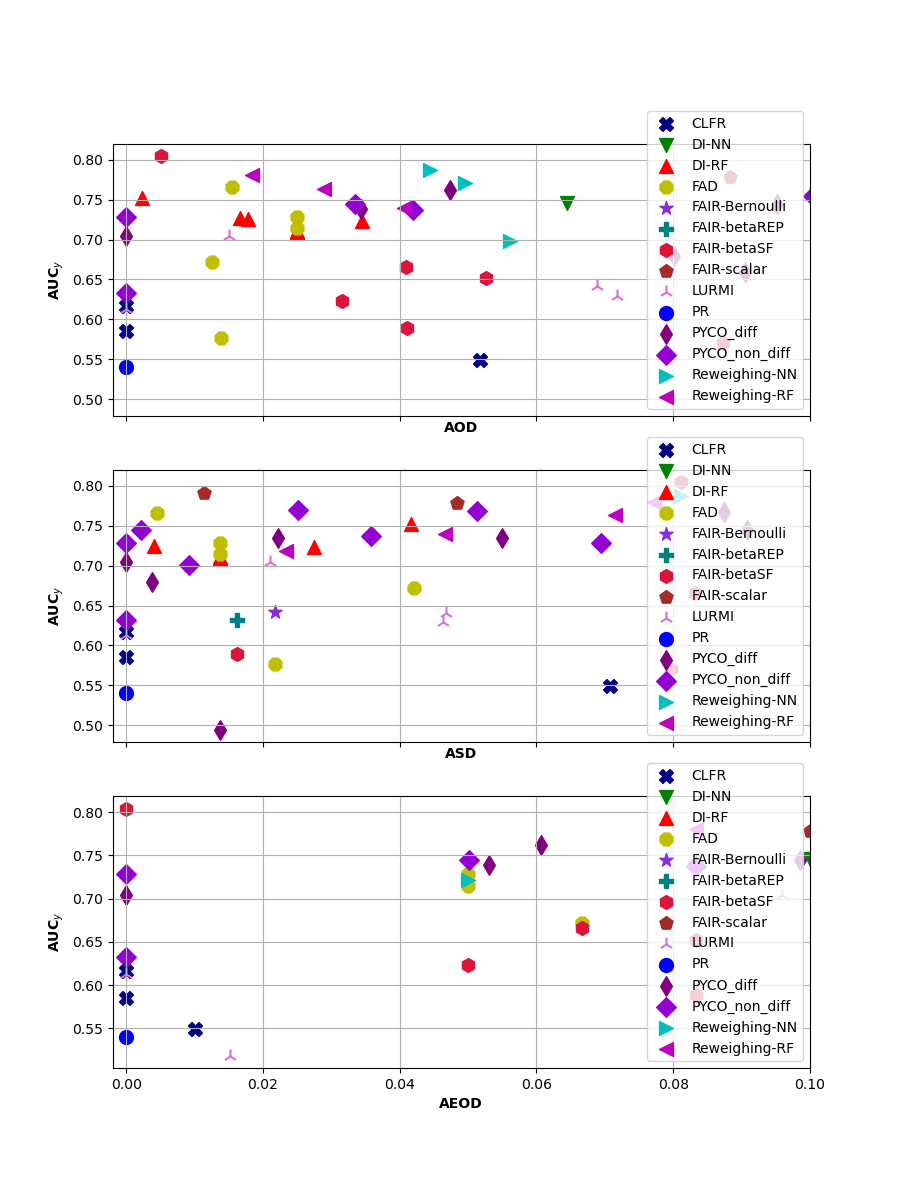 CLFR
DI-NN
DI-RF
FAD
FAIR-Bernoulli
FAIR-betaREP
FAIR-betaSF
FAIR-scalar
LURMI
PR
PYCO_diff
PYCO_non_diff
Reweighing-NN
Reweighing-RF
0.80
0.75
0.70
0.65
0.60
0.55
0.50
AUCy
AOD
CLFR
DI-NN
DI-RF
FAD
FAIR-Bernoulli
FAIR-betaREP
FAIR-betaSF
FAIR-scalar
LURMI
PR
PYCO_diff
PYCO_non_diff
Reweighing-NN
Reweighing-RF
0.80
0.75
0.70
0.65
0.60
0.55
0.50
AUCy
ASD
CLFR
DI-NN
DI-RF
FAD
FAIR-Bernoulli
FAIR-betaREP
FAIR-betaSF
FAIR-scalar
LURMI
PR
PYCO_diff
PYCO_non_diff
Reweighing-NN
Reweighing-RF
0.80
0.75
0.70
0.65
0.60
0.55
AUCy
0.00 0.02 0.04 0.06 0.08 0.10
AEOD